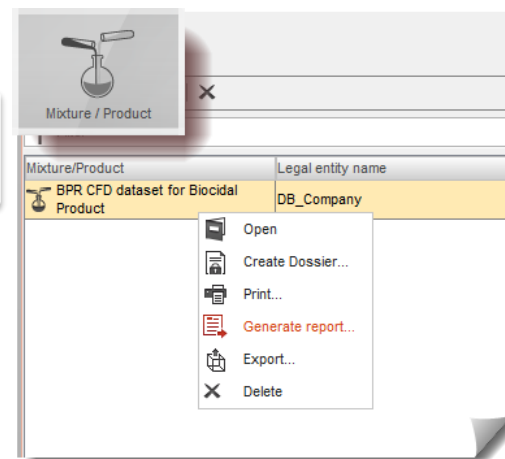 Mixture / Product
Mixture/Product Legal entity name
BPR CFD dataset for Biocidal
Product
DB_Company
Open
Create Dossier...
Print...
Generate report...
Export...
Delete